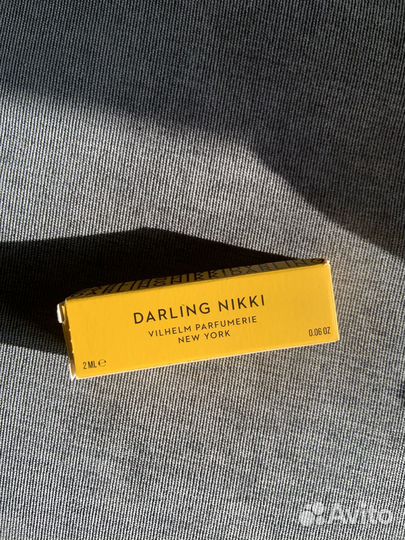 DARLING NIKKI
VILHELM PARFUMERIE
NEW YORK
2 ML ℮
0.06 OZ
Avito